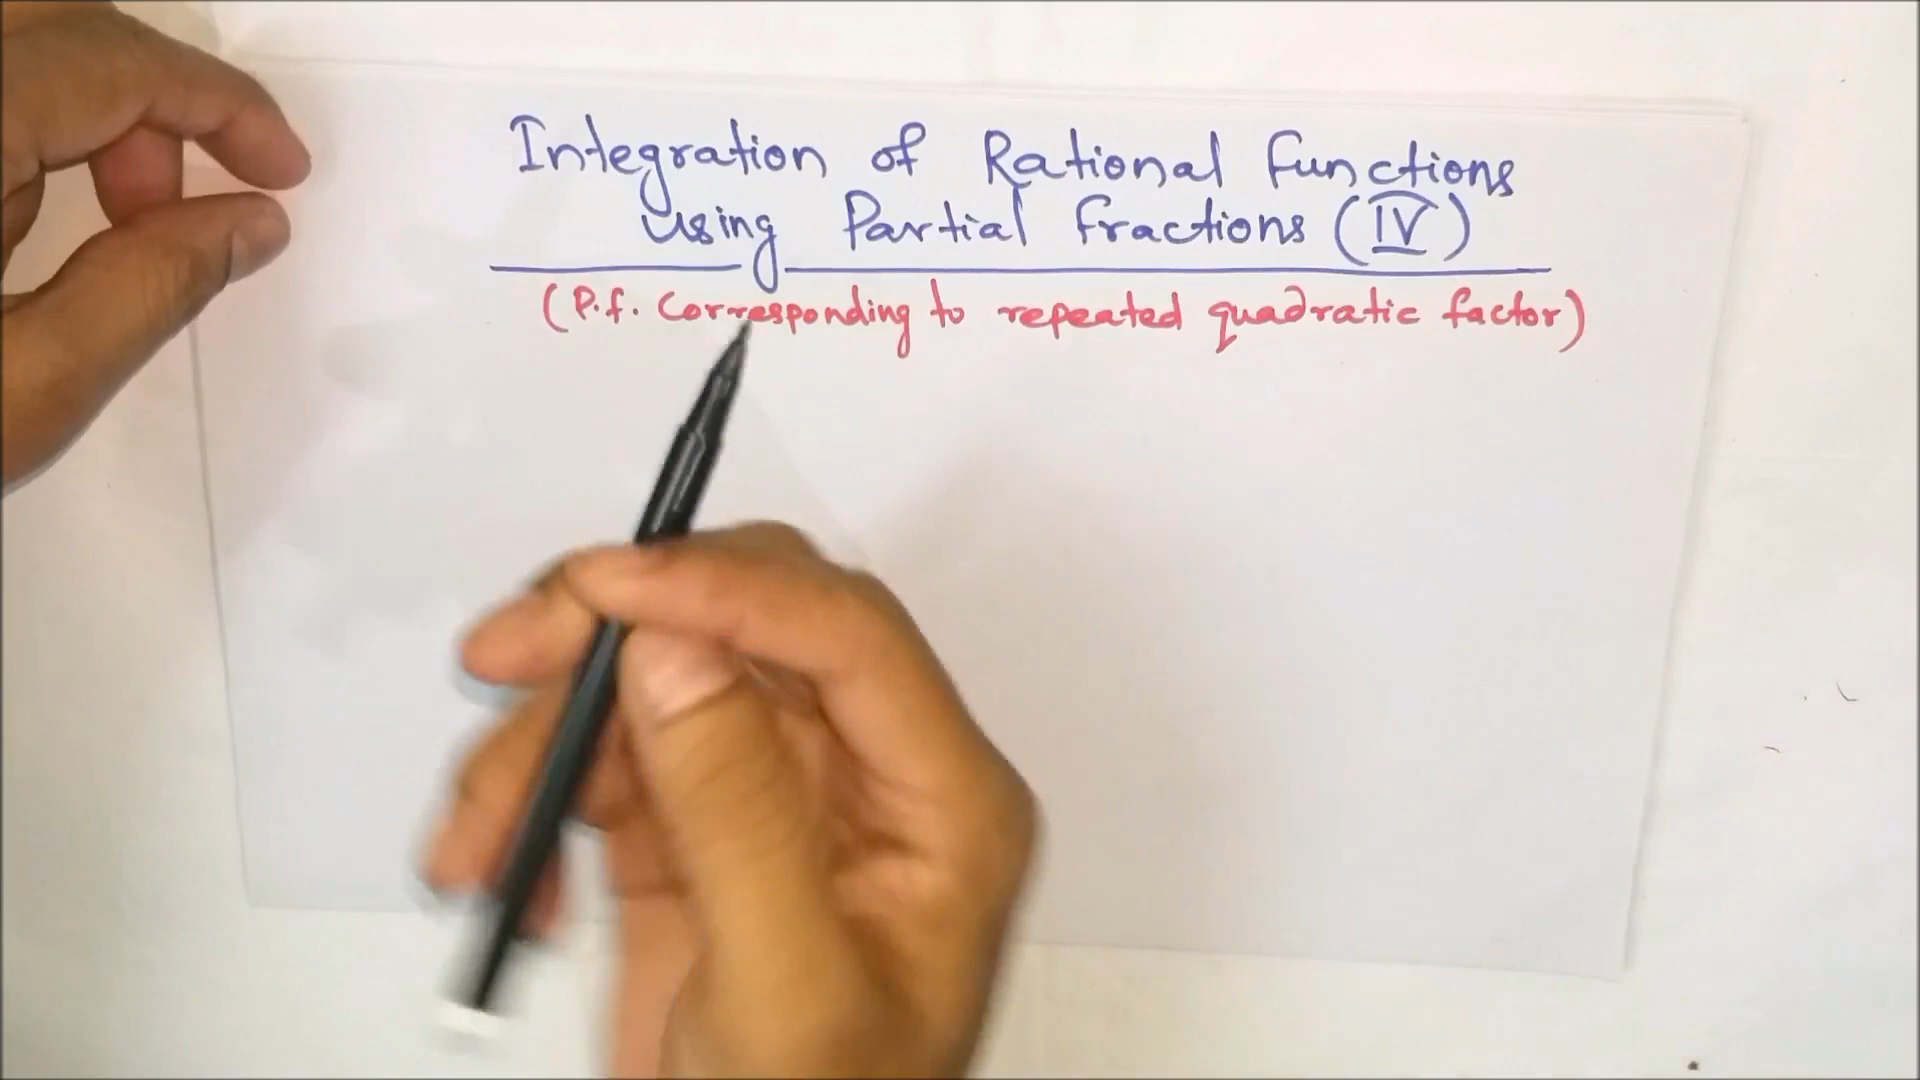 Integration of Rational Functions
using Partial fractions (IV)
(P.f. Corresponding to repeated quadratic factor)